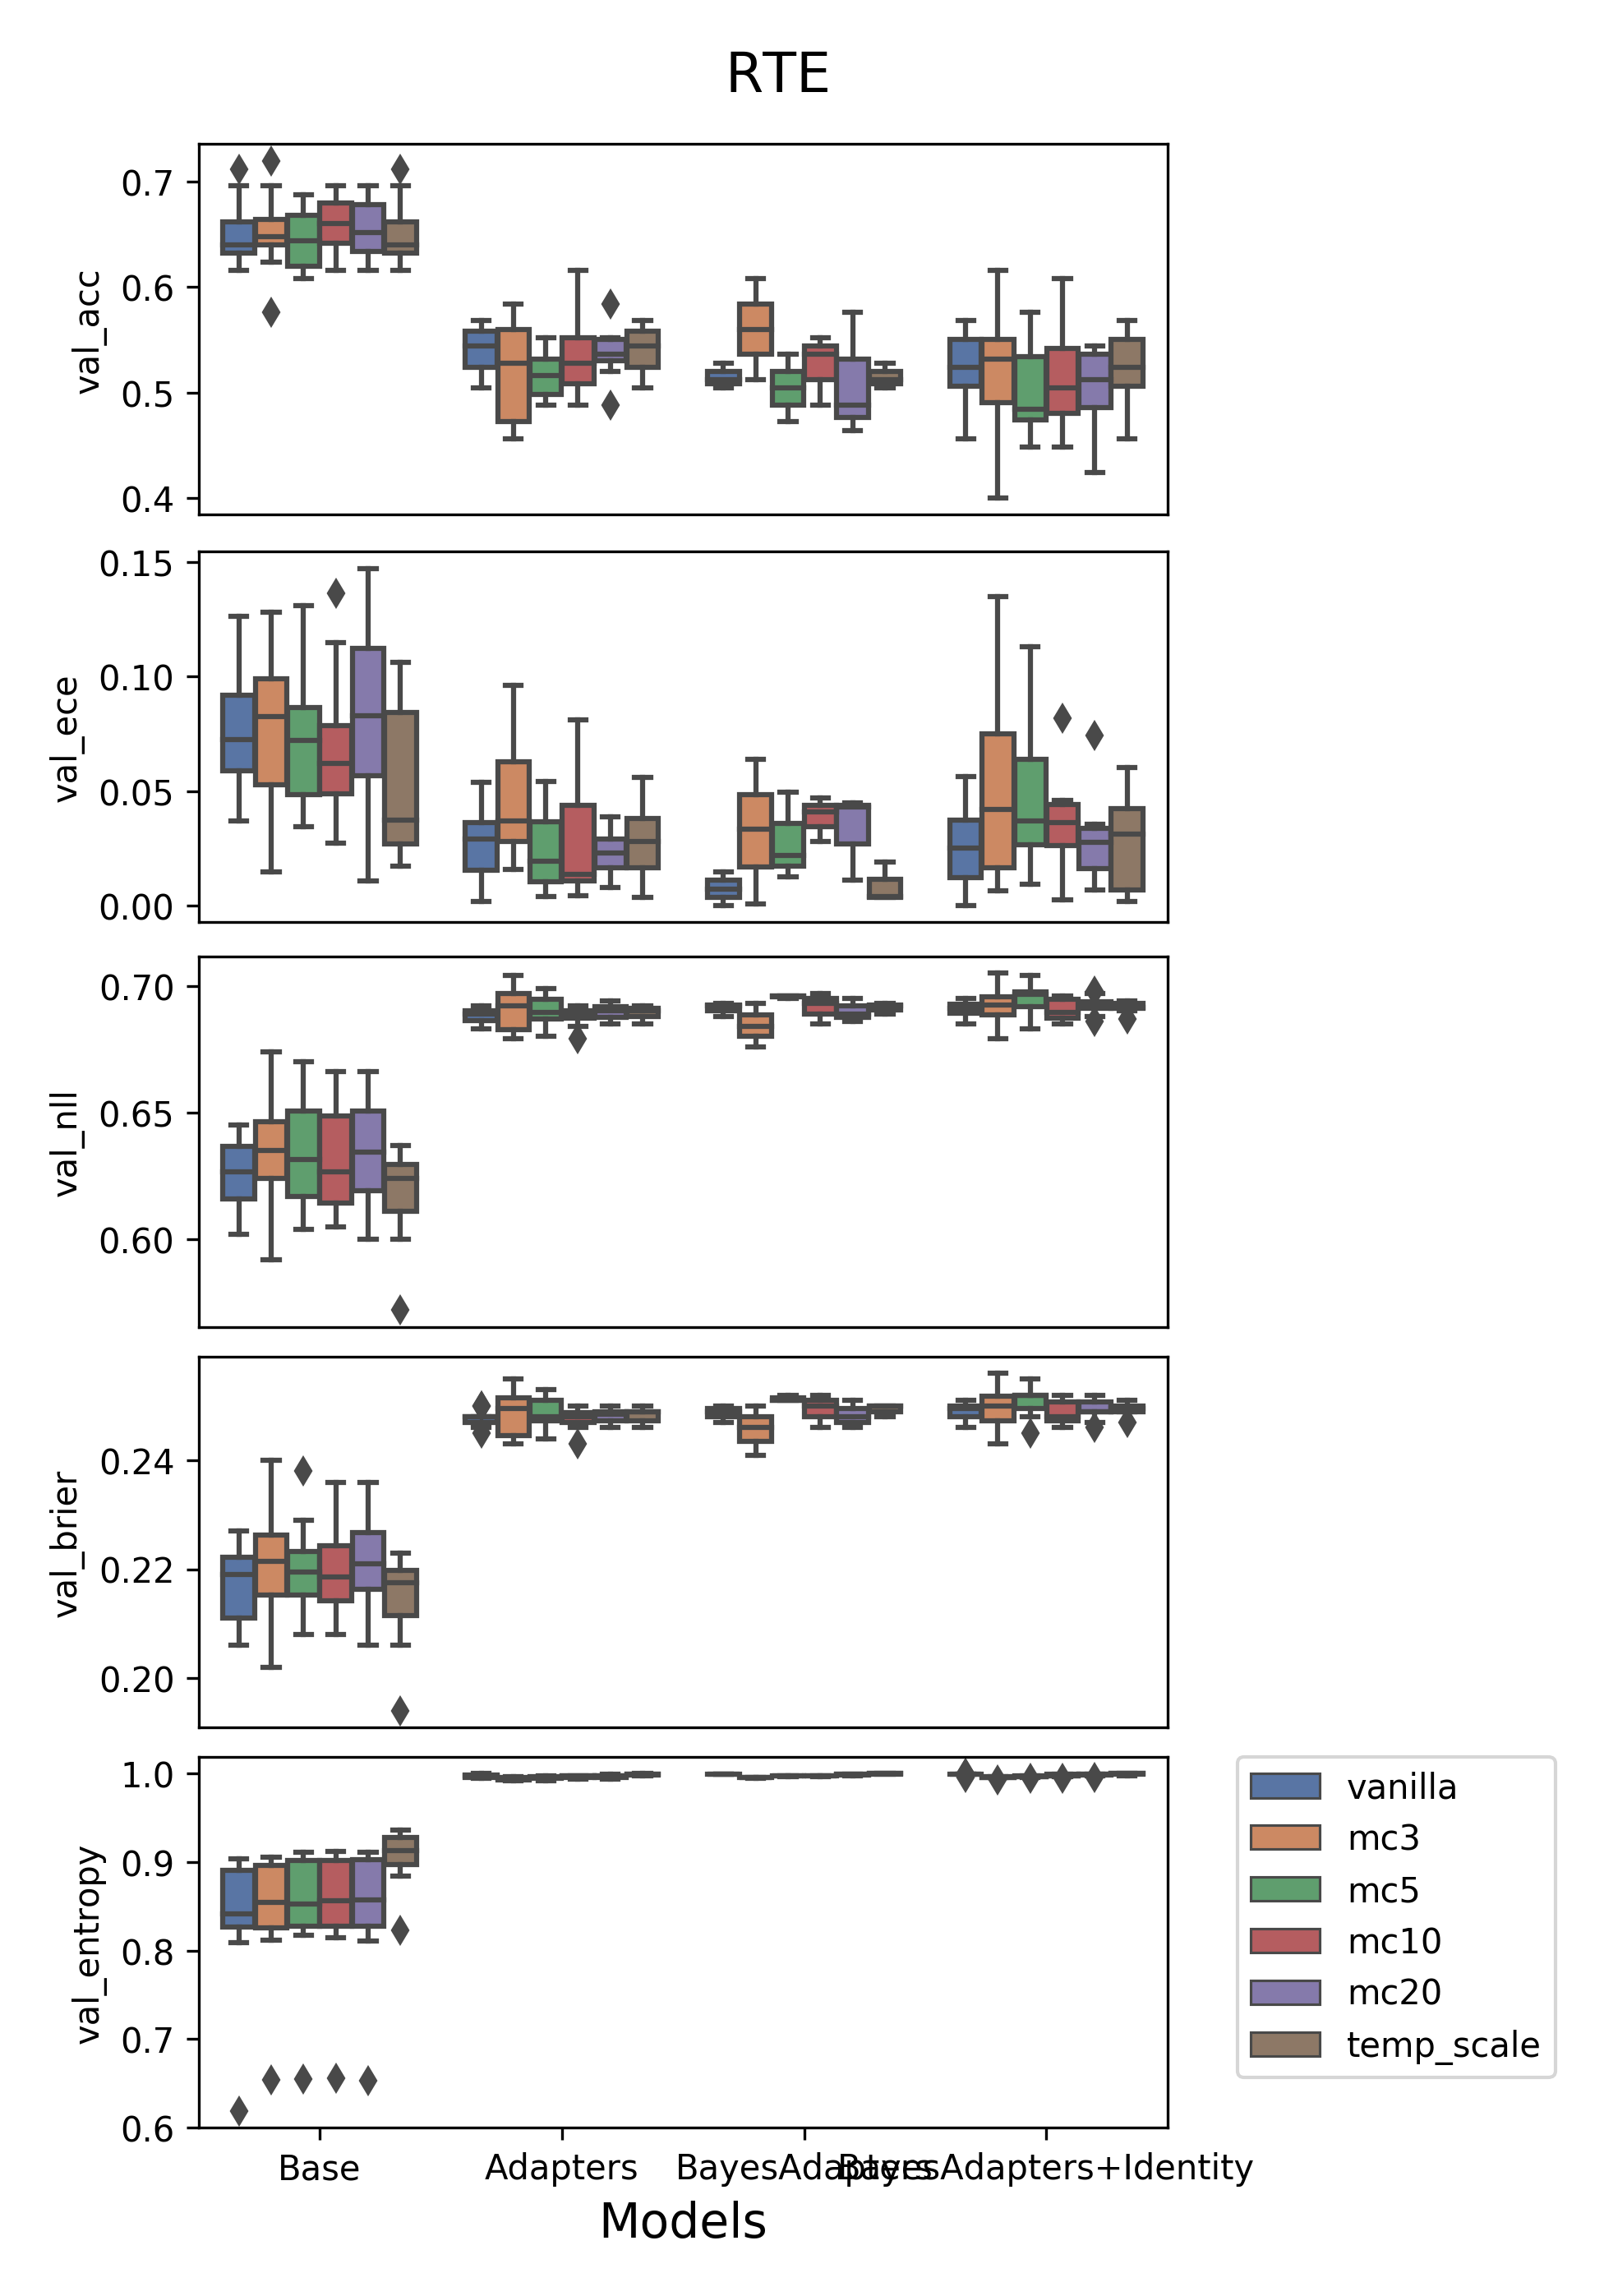 RTE
0.7
0.6
0.5
0.4
val_acc
0.15
0.10
0.05
0.00
val_ece
0.70
0.65
0.60
val_nll
0.24
0.22
0.20
val_brier
1.0
0.9
0.8
0.7
0.6
val_entropy
vanilla
mc3
mc5
mc10
mc20
temp_scale
Base Adapters BayesAdapters BayesAdapters+Identity
Models